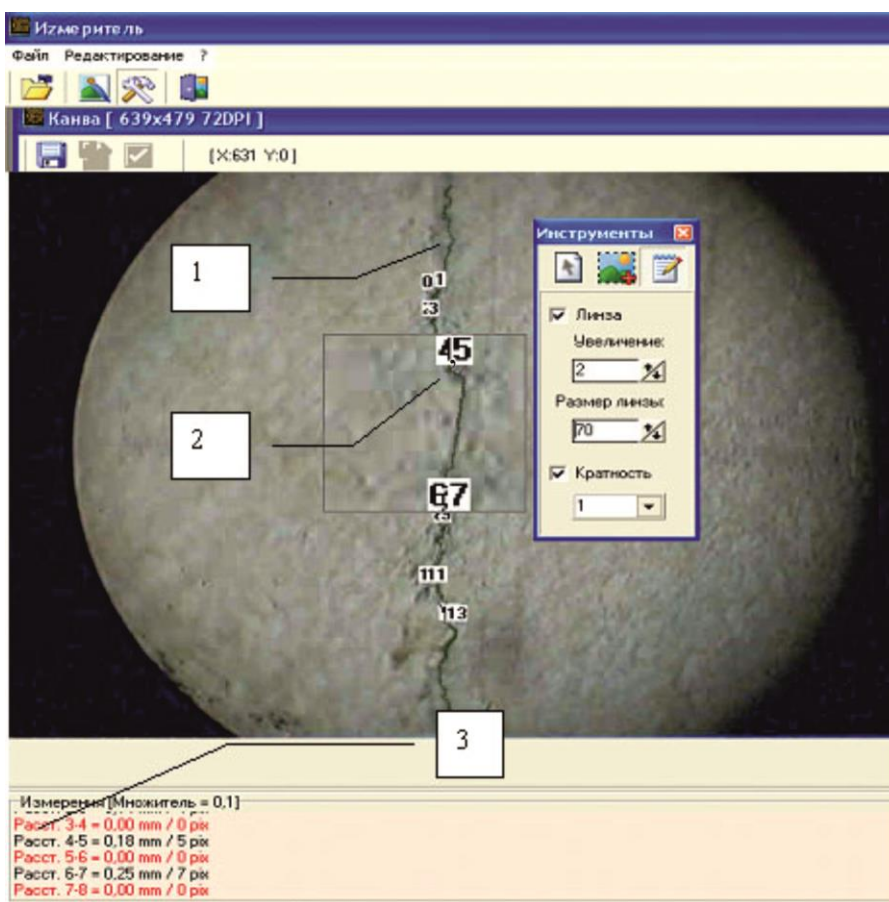 Иzмеритель
Файл Редактирование ?
Канва [ 639x479 72DPI ]
[X:631 Y:0]
1
01
23
45
2
67
111
113
3
Инструменты
Линза
Увеличение:
2
Размер линзы:
70
Кратность
1
Измерения [Множитель = 0,1]
Расст. 3-4 = 0,00 mm / 0 pix
Расст. 4-5 = 0,18 mm / 5 pix
Расст. 5-6 = 0,00 mm / 0 pix
Расст. 6-7 = 0,25 mm / 7 pix
Расст. 7-8 = 0,00 mm / 0 pix